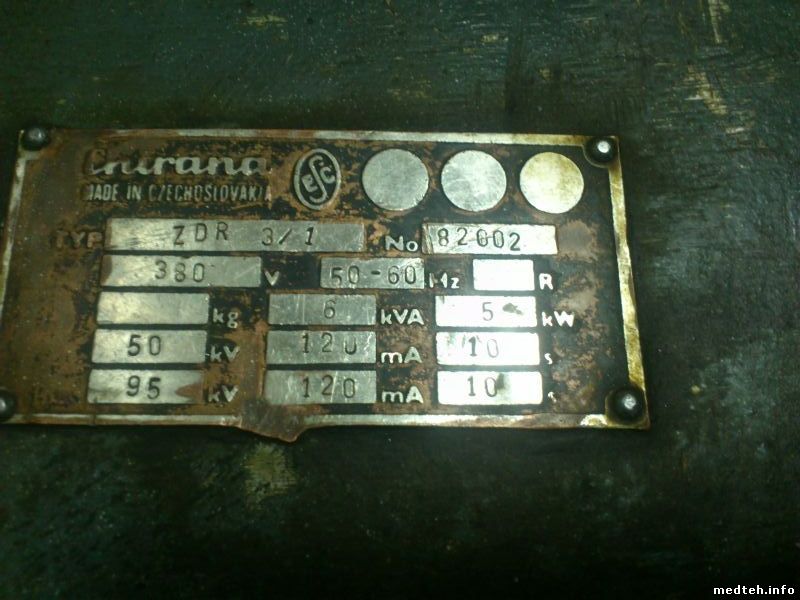 Chirana
MADE IN CZECHOSLOVAKIA
ESČ
TYP ZDR 3/1 No 82002
380 V 50-60 Hz R
kg 6 kVA 5 kW
50 kV 120 mA 10 s
95 kV 120 mA 10 s
medteh.info